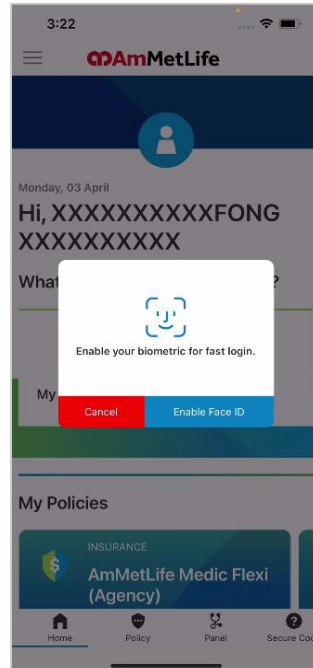 3:22
AmMetLife
Monday, 03 April
Hi, XXXXXXXXXXFONG
XXXXXXXXXX
What
?
Enable your biometric for fast login.
My
Cancel
Enable Face ID
My Policies
INSURANCE
AmMetLife Medic Flexi
(Agency)
Home
Policy
Panel
Secure Cod